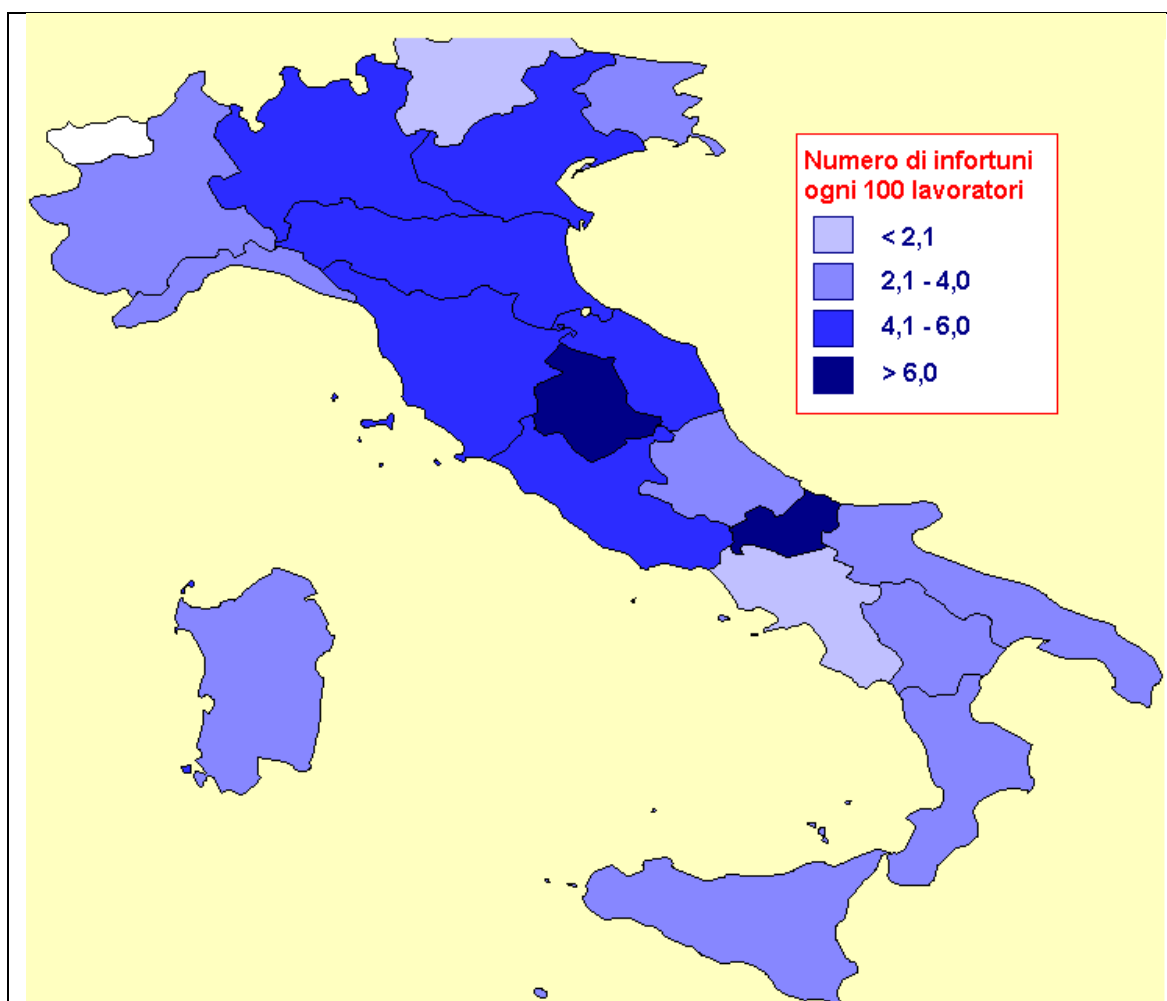 Numero di infortuni
ogni 100 lavoratori
< 2,1
2,1 - 4,0
4,1 - 6,0
> 6,0